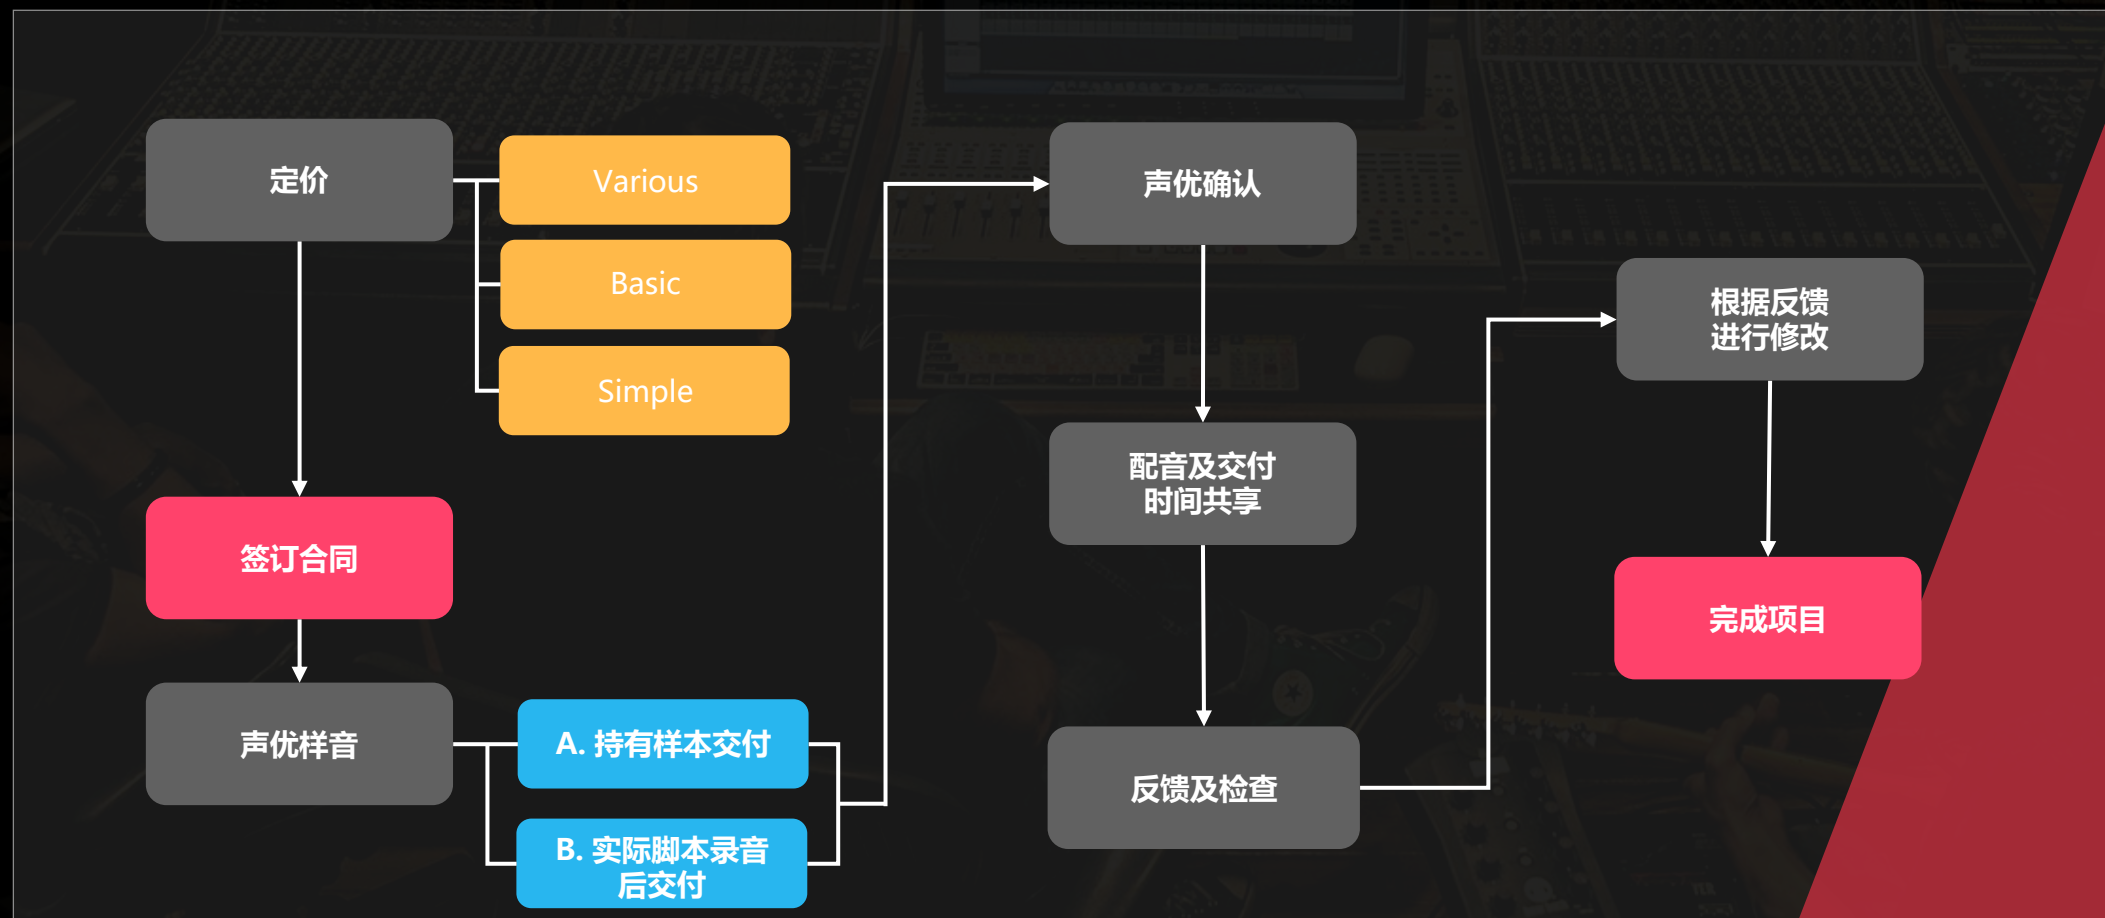 定价
Various
Basic
Simple
签订合同
声优样音
A. 持有样本交付
B. 实际脚本录音
后交付
声优确认
配音及交付
时间共享
反馈及检查
根据反馈
进行修改
完成项目